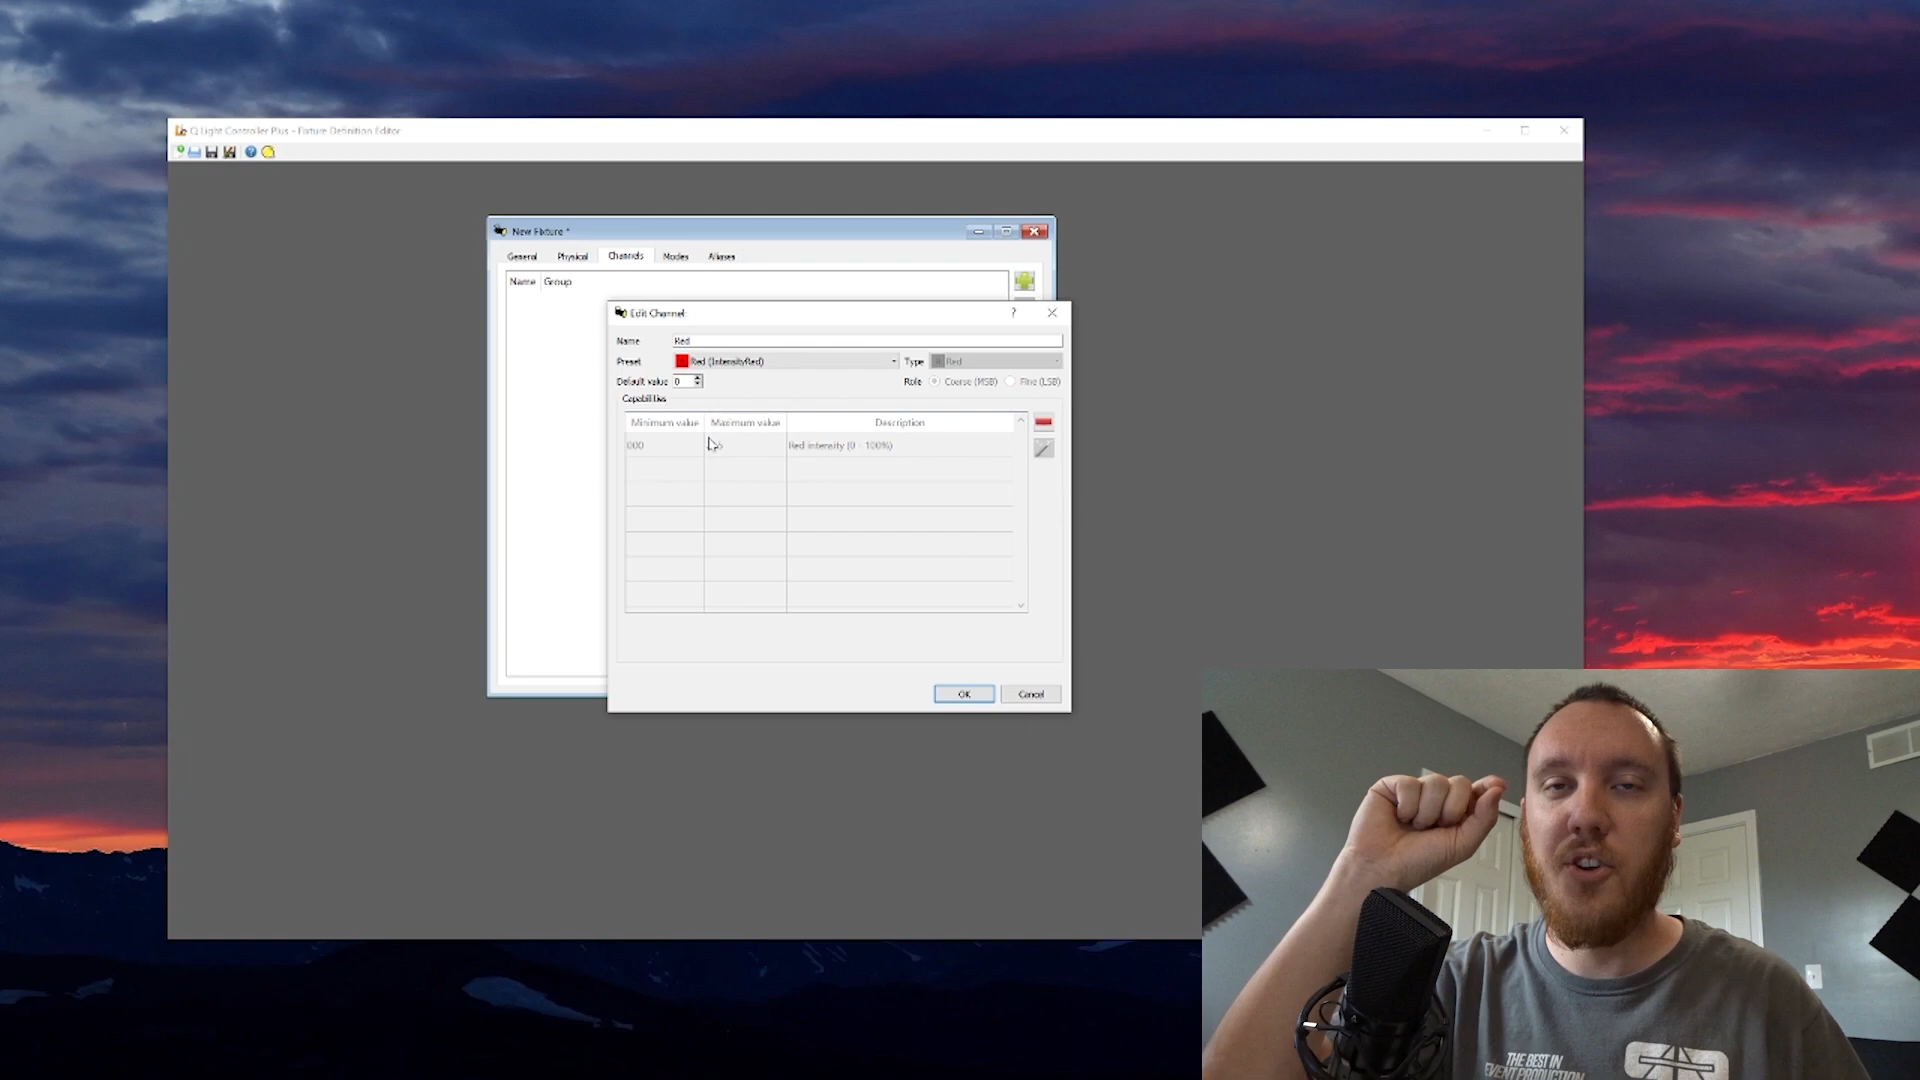 Q Light Controller Plus - Fixture Definition Editor
New Fixture *
General Physical Channels Modes Aliases
Name Group
Edit Channel:
?
Name Red
Preset Red (IntensityRed) Type Red
Default value 0 Role Coarse (MSB) Fine (LSB)
Capabilities
Minimum value Maximum value Description
000 Red intensity (0 - 100%)
OK Cancel
THE BEST IN
EVENT PRODUCTION